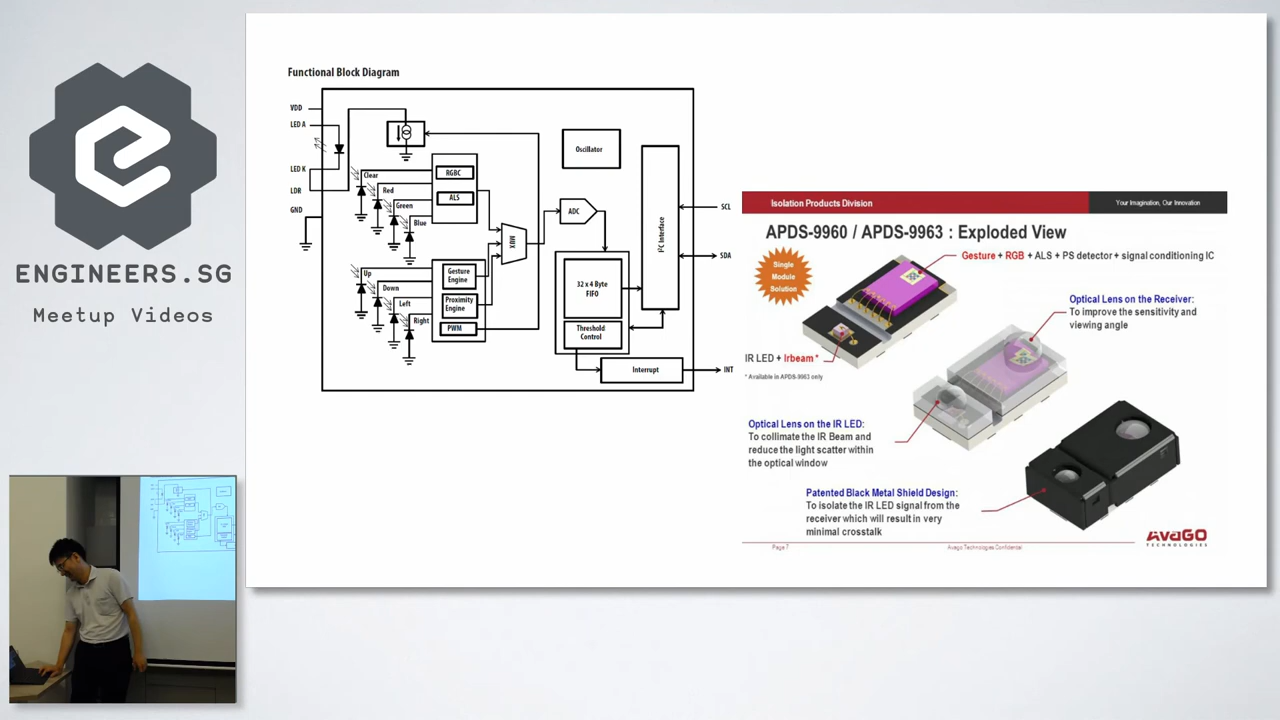 ENGINEERS.SG
Meetup Videos
Functional Block Diagram
VDD
LED A
LED K
LDR
GND
Clear
Red
Green
Blue
RGBC
ALS
Up
Down
Left
Right
Gesture
Engine
Proximity
Engine
PWM
MUX
ADC
Oscillator
32 x 4 Byte
FIFO
Threshold
Control
I²C Interface
Interrupt
SCL
SDA
INT
Isolation Products Division
Your Imagination, Our Innovation
APDS-9960 / APDS-9963 : Exploded View
Single
Module
Solution
Gesture + RGB + ALS + PS detector + signal conditioning IC
Optical Lens on the Receiver:
To improve the sensitivity and
viewing angle
IR LED + Irbeam *
* Available in APDS-9963 only
Optical Lens on the IR LED:
To collimate the IR Beam and
reduce the light scatter within
the optical window
Patented Black Metal Shield Design:
To isolate the IR LED signal from the
receiver which will result in very
minimal crosstalk
Page 7
Avago Technologies Confidential
AVAGO
TECHNOLOGIES